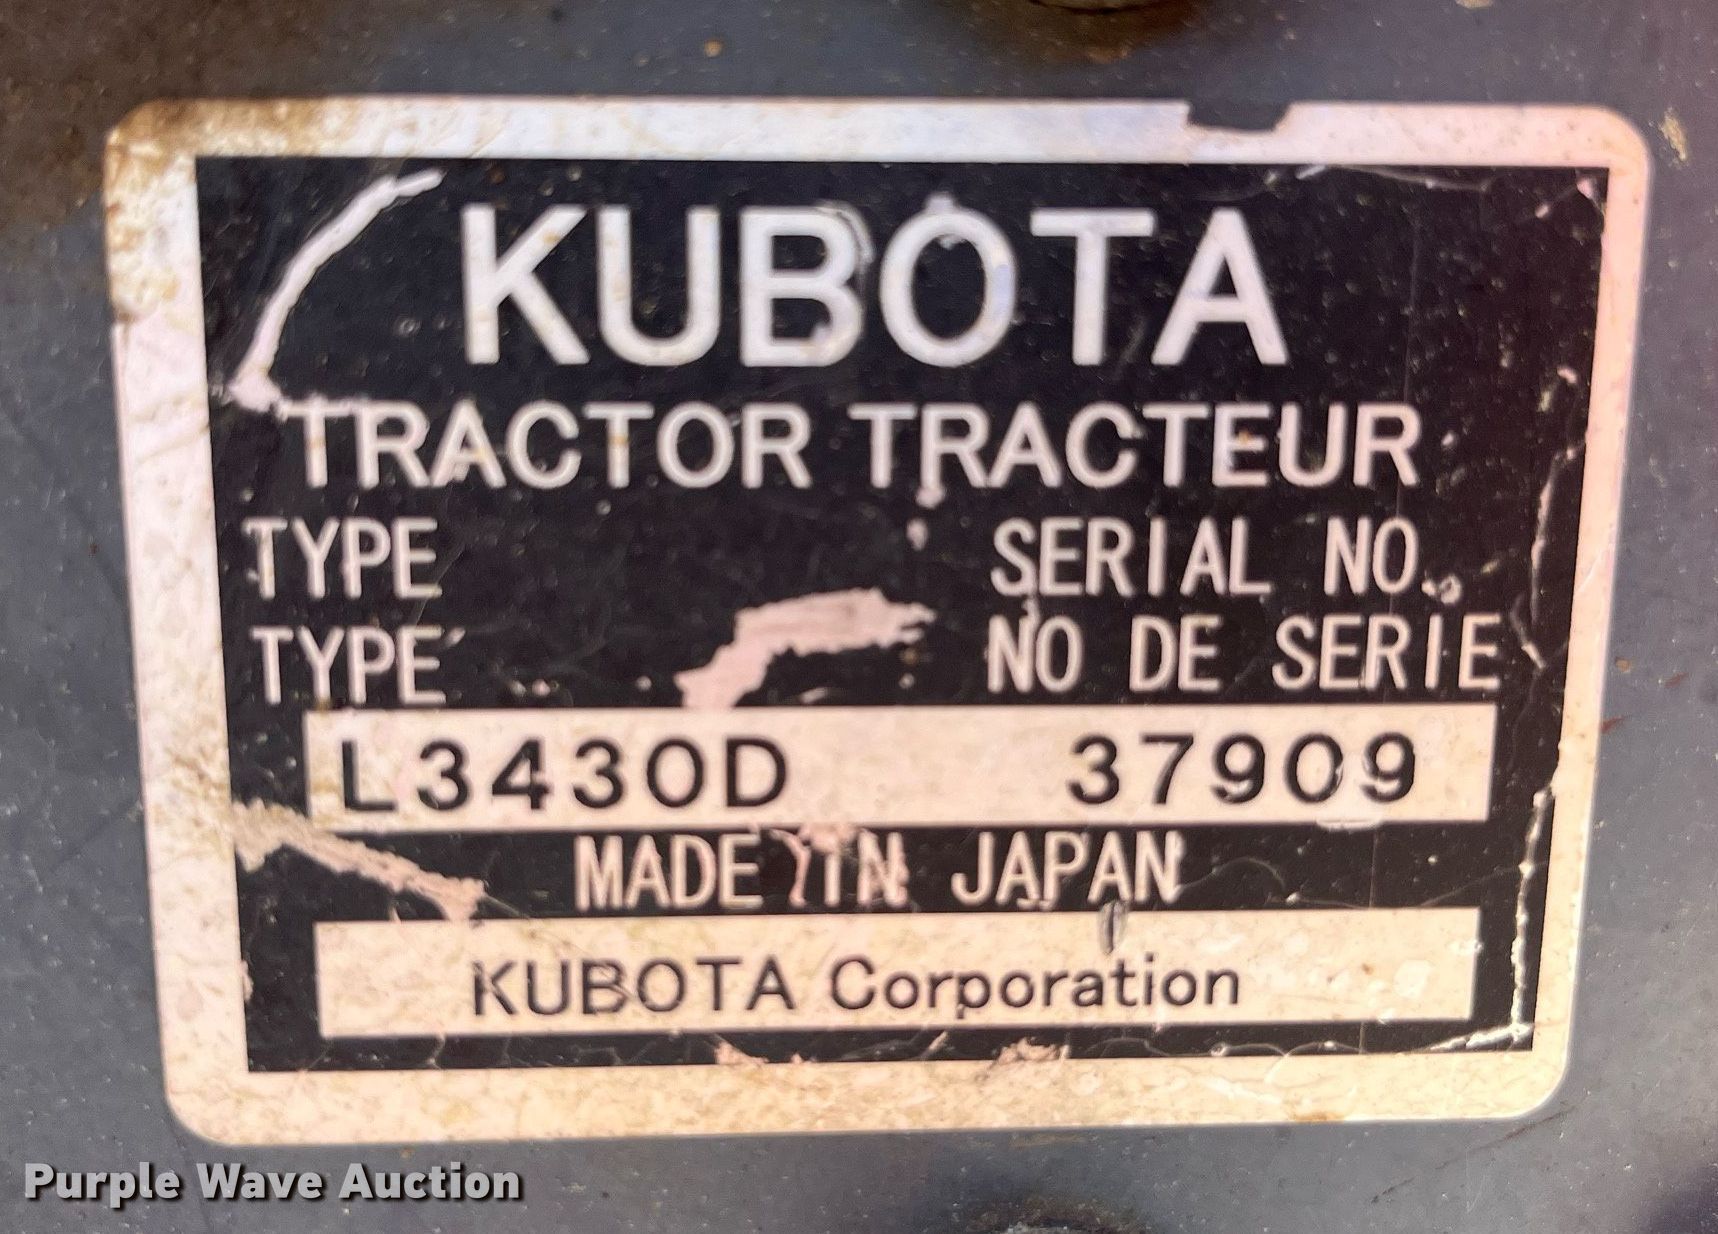 KUBOTA
TRACTOR TRACTEUR
TYPE SERIAL NO.
TYPE NO DE SERIE
L3430D 37909
MADE IN JAPAN
KUBOTA Corporation
Purple Wave Auction